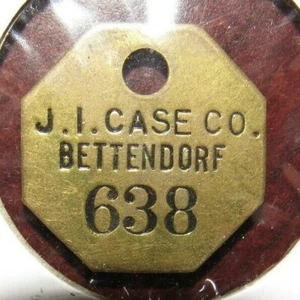 J.I.CASE CO.
BETTENDORF
638